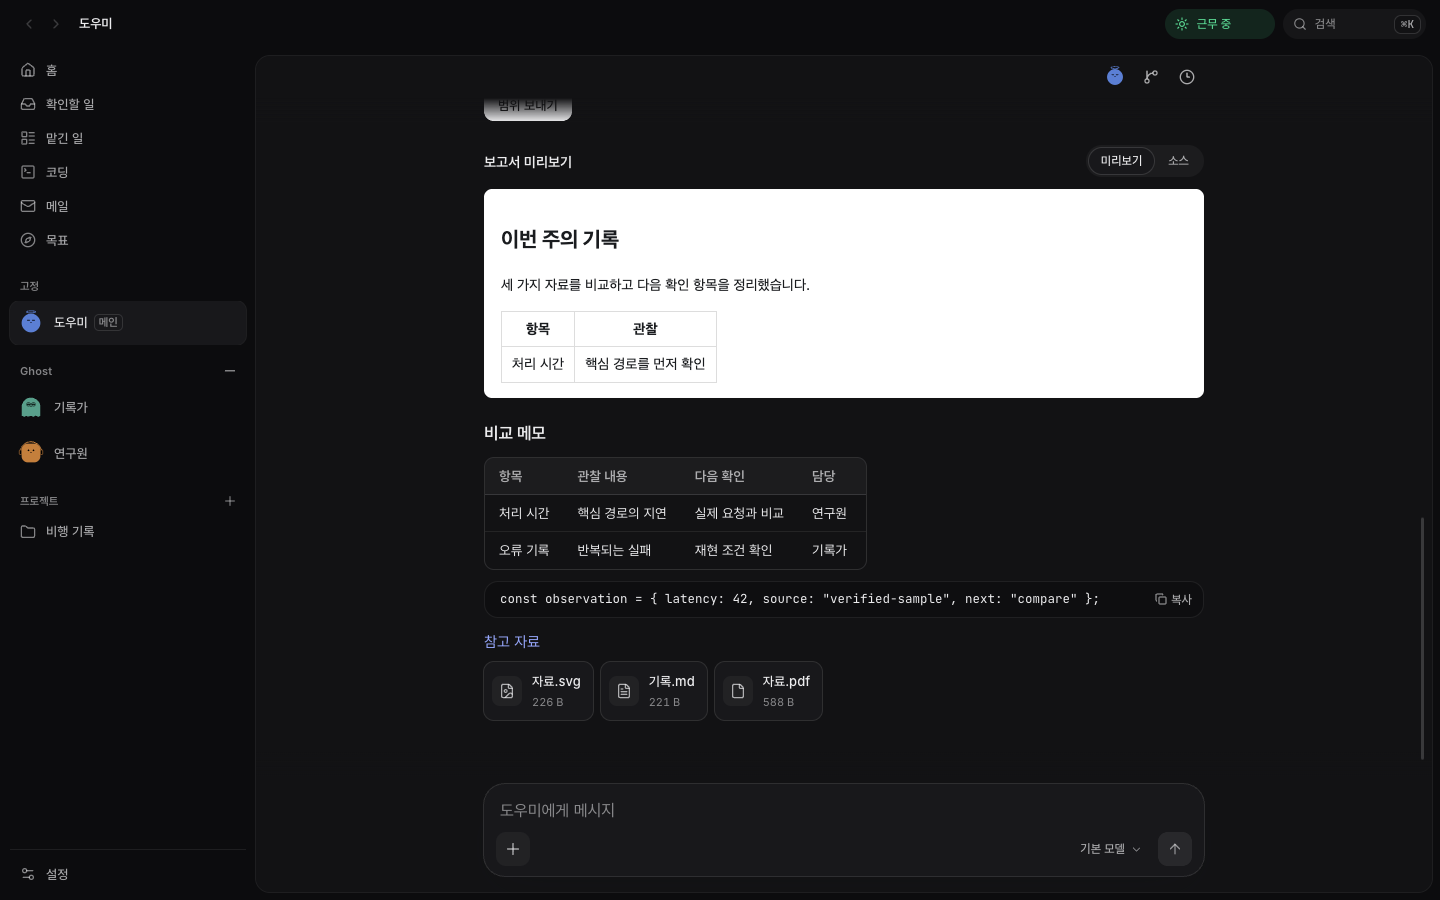 도우미
근무 중
검색
⌘K
홈
확인할 일
맡긴 일
코딩
메일
목표
고정
도우미 메인
Ghost
기록가
연구원
프로젝트
비행 기록
설정
범위 보내기
보고서 미리보기
미리보기 소스
이번 주의 기록
세 가지 자료를 비교하고 다음 확인 항목을 정리했습니다.
항목 관찰
처리 시간 핵심 경로를 먼저 확인
비교 메모
항목 관찰 내용 다음 확인 담당
처리 시간 핵심 경로의 지연 실제 요청과 비교 연구원
오류 기록 반복되는 실패 재현 조건 확인 기록가
const observation = { latency: 42, source: "verified-sample", next: "compare" };
복사
참고 자료
자료.svg
226 B
기록.md
221 B
자료.pdf
588 B
도우미에게 메시지
기본 모델